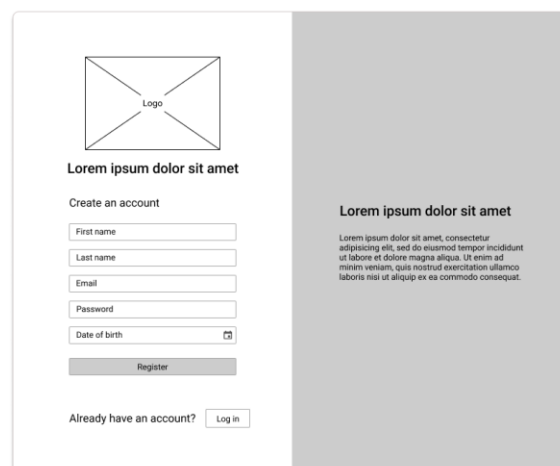 Logo
Lorem ipsum dolor sit amet
Create an account
First name
Last name
Email
Password
Date of birth
Register
Already have an account?
Log in
Lorem ipsum dolor sit amet
Lorem ipsum dolor sit amet, consectetur
adipisicing elit, sed do eiusmod tempor incididunt
ut labore et dolore magna aliqua. Ut enim ad
minim veniam, quis nostrud exercitation ullamco
laboris nisi ut aliquip ex ea commodo consequat.